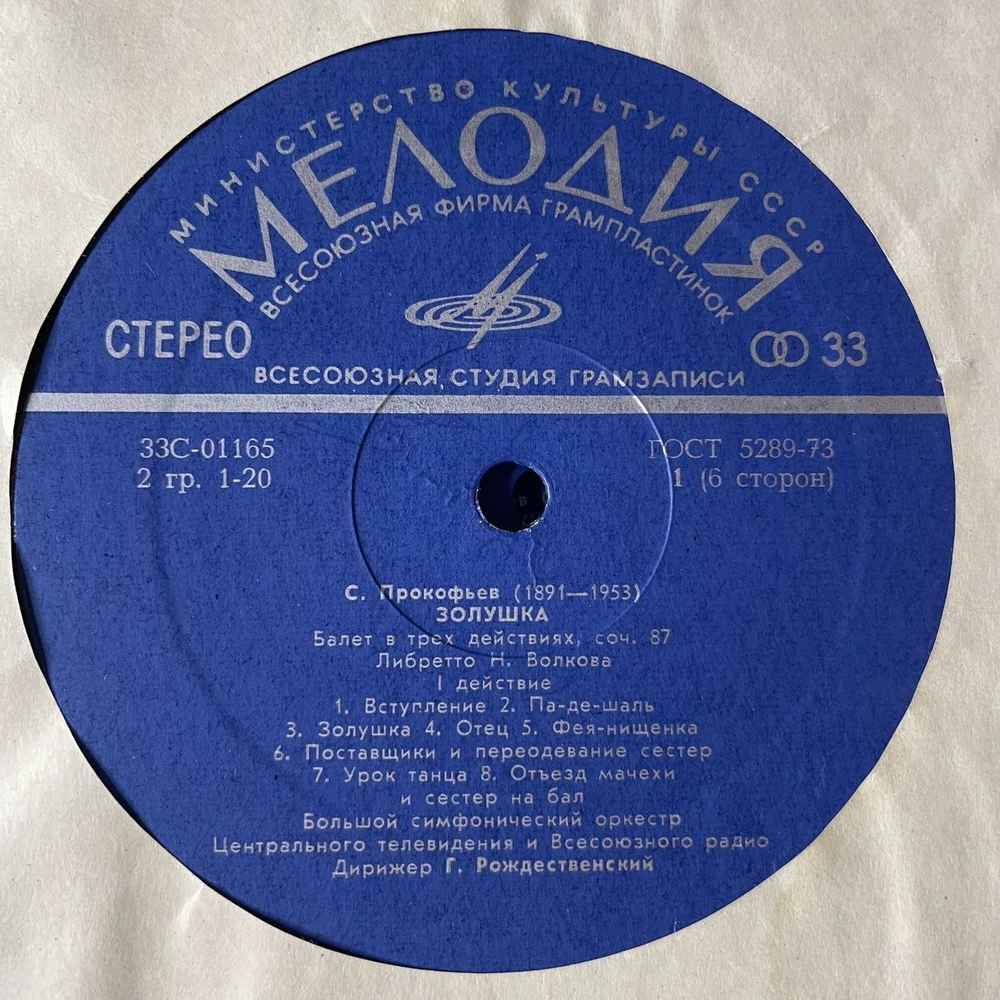 МИНИСТЕРСТВО КУЛЬТУРЫ СССР
МЕЛОДИЯ
ВСЕСОЮЗНАЯ ФИРМА ГРАМПЛАСТИНОК
СТЕРЕО
33
ВСЕСОЮЗНАЯ СТУДИЯ ГРАМЗАПИСИ
33С-01165
ГОСТ 5289-73
2 гр. 1-20
1 (6 сторон)
С. Прокофьев (1891—1953)
ЗОЛУШКА
Балет в трех действиях, соч. 87
Либретто Н. Волкова
I действие
1. Вступление 2. Па-де-шаль
3. Золушка 4. Отец 5. Фея-нищенка
6. Поставщики и переодевание сестер
7. Урок танца 8. Отъезд мачехи
и сестер на бал
Большой симфонический оркестр
Центрального телевидения и Всесоюзного радио
Дирижер Г. Рождественский